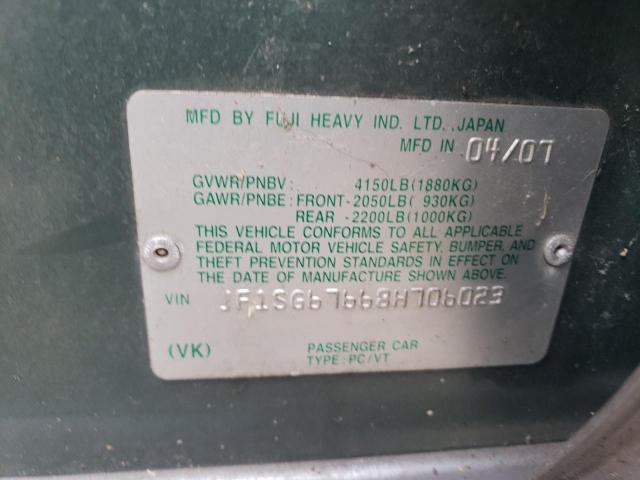 MFD BY FUJI HEAVY IND. LTD., JAPAN
MFD IN 04/07
GVWR/PNBV: 4150LB(1880KG)
GAWR/PNBE: FRONT-2050LB( 930KG)
REAR -2200LB(1000KG)
THIS VEHICLE CONFORMS TO ALL APPLICABLE
FEDERAL MOTOR VEHICLE SAFETY, BUMPER, AND
THEFT PREVENTION STANDARDS IN EFFECT ON
THE DATE OF MANUFACTURE SHOWN ABOVE.
VIN JF1SG67668H706023
(VK) PASSENGER CAR
TYPE: PC/VT